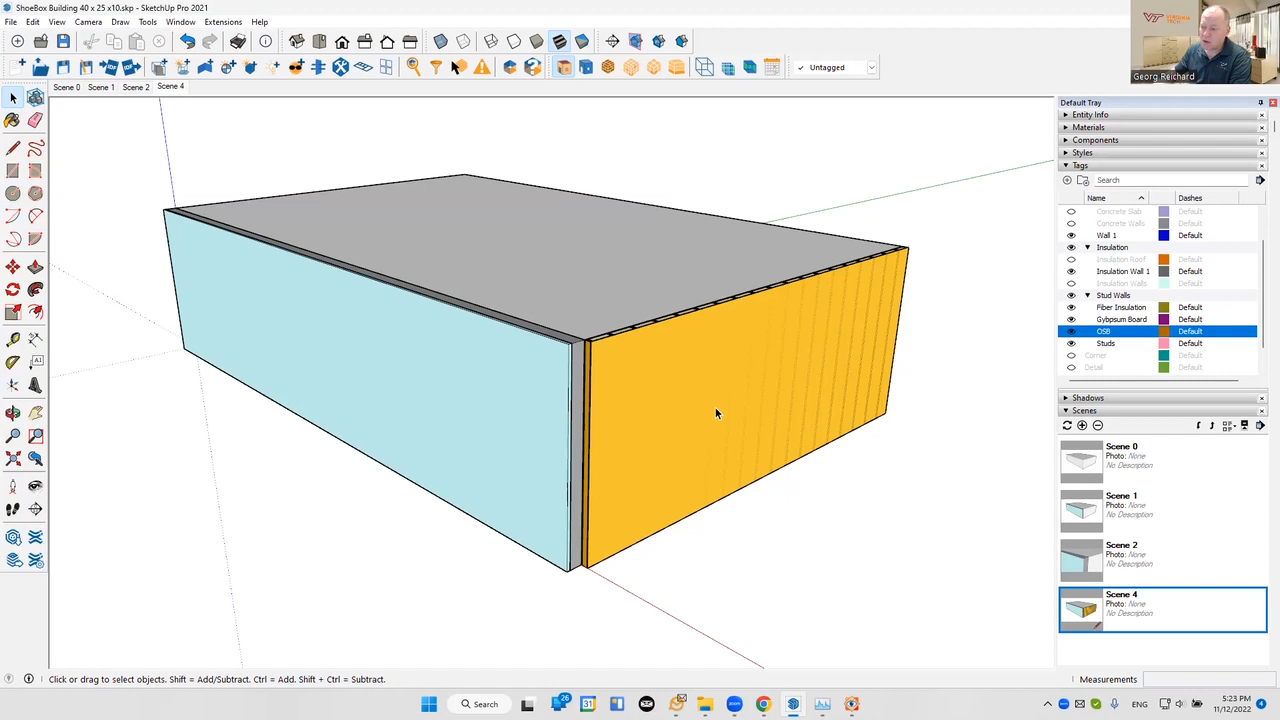 ShoeBox Building 40 x 25 x10.skp - SketchUp Pro 2021
File Edit View Camera Draw Tools Window Extensions Help
VIRGINIA TECH
Georg Reichard
✓ Untagged
Scene 0 Scene 1 Scene 2 Scene 4
Default Tray
Entity Info
Materials
Components
Styles
Tags
Search
Name Dashes
Concrete Slab Default
Concrete Walls Default
Wall 1 Default
Insulation
Insulation Roof Default
Insulation Wall 1 Default
Insulation Walls Default
Stud Walls
Fiber Insulation Default
Gybpsum Board Default
OSB Default
Studs Default
Corner Default
Detail Default
Shadows
Scenes
Scene 0
Photo: None
No Description
Scene 1
Photo: None
No Description
Scene 2
Photo: None
No Description
Scene 4
Photo: None
No Description
Click or drag to select objects. Shift = Add/Subtract. Ctrl = Add. Shift + Ctrl = Subtract.
Measurements
Search
26
31
ENG
5:23 PM
11/12/2022